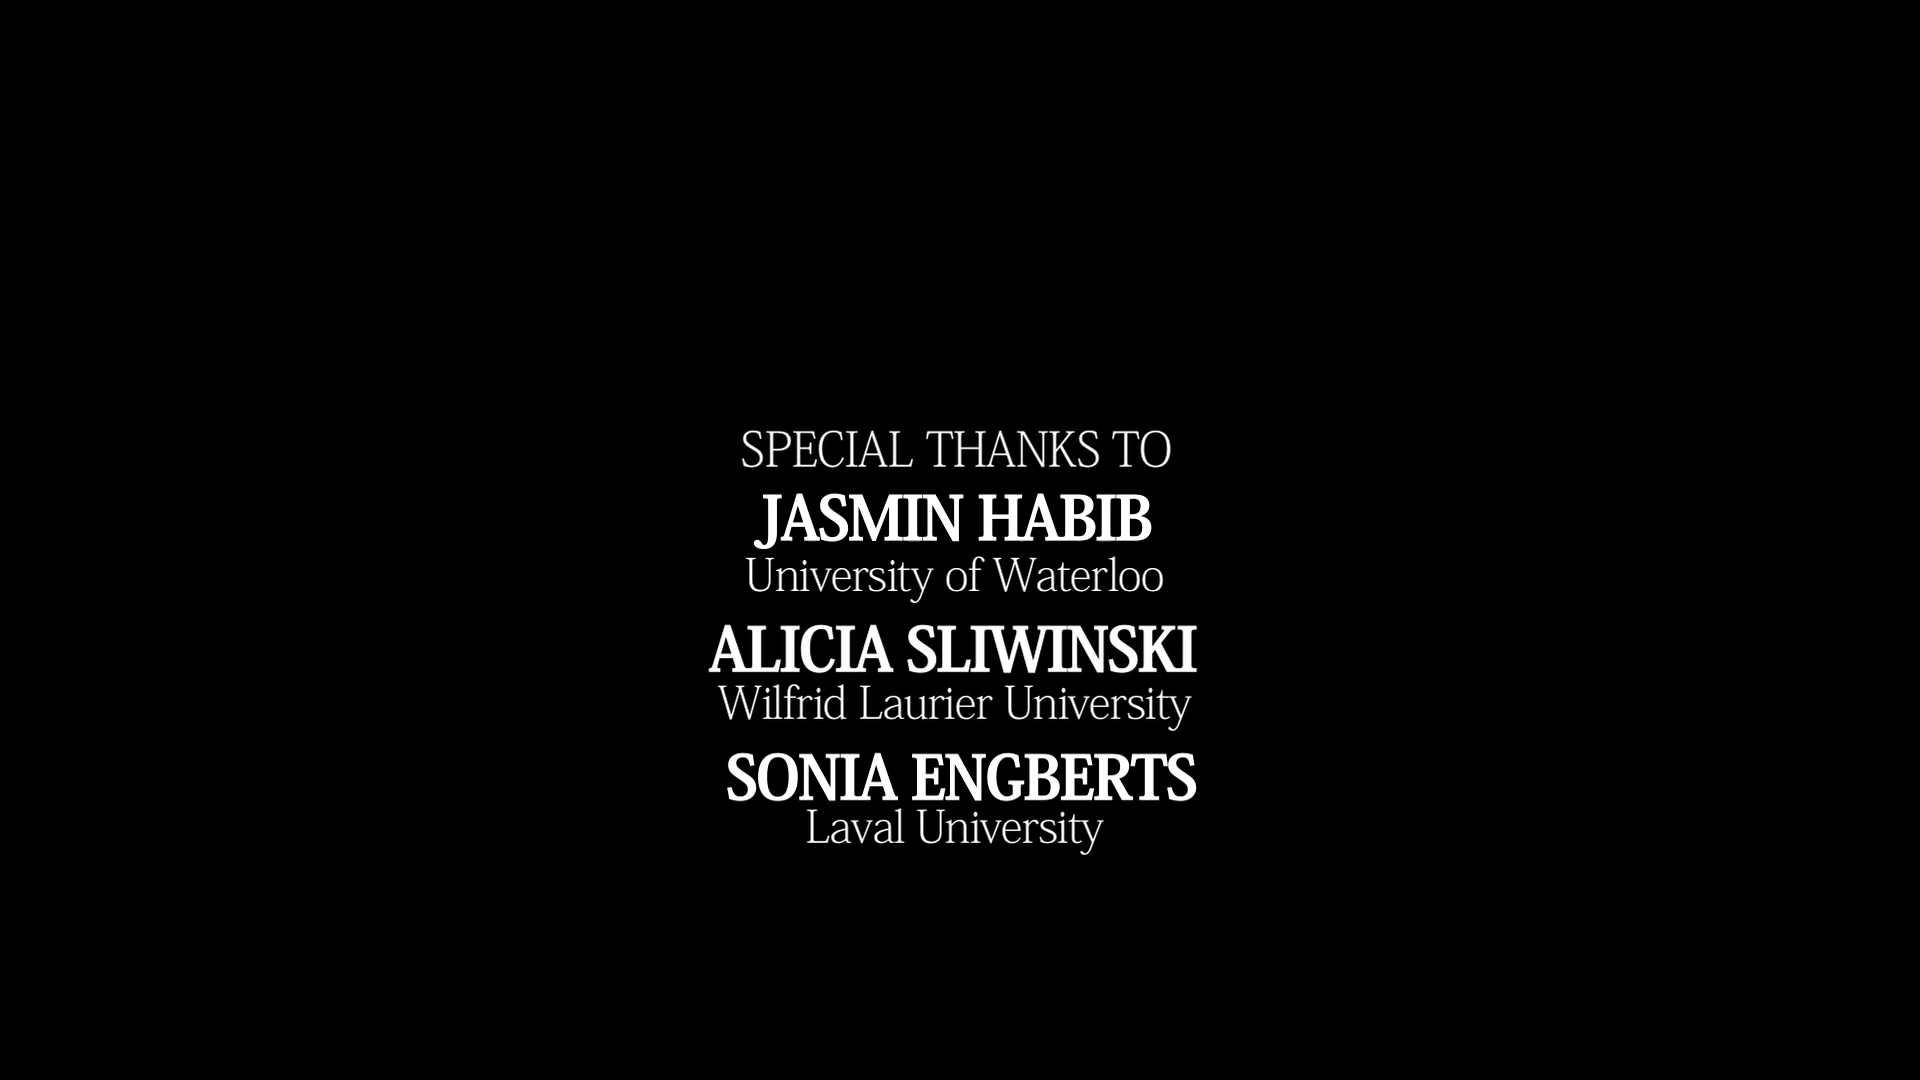 SPECIAL THANKS TO
JASMIN HABIB
University of Waterloo
ALICIA SLIWINSKI
Wilfrid Laurier University
SONIA ENGBERTS
Laval University